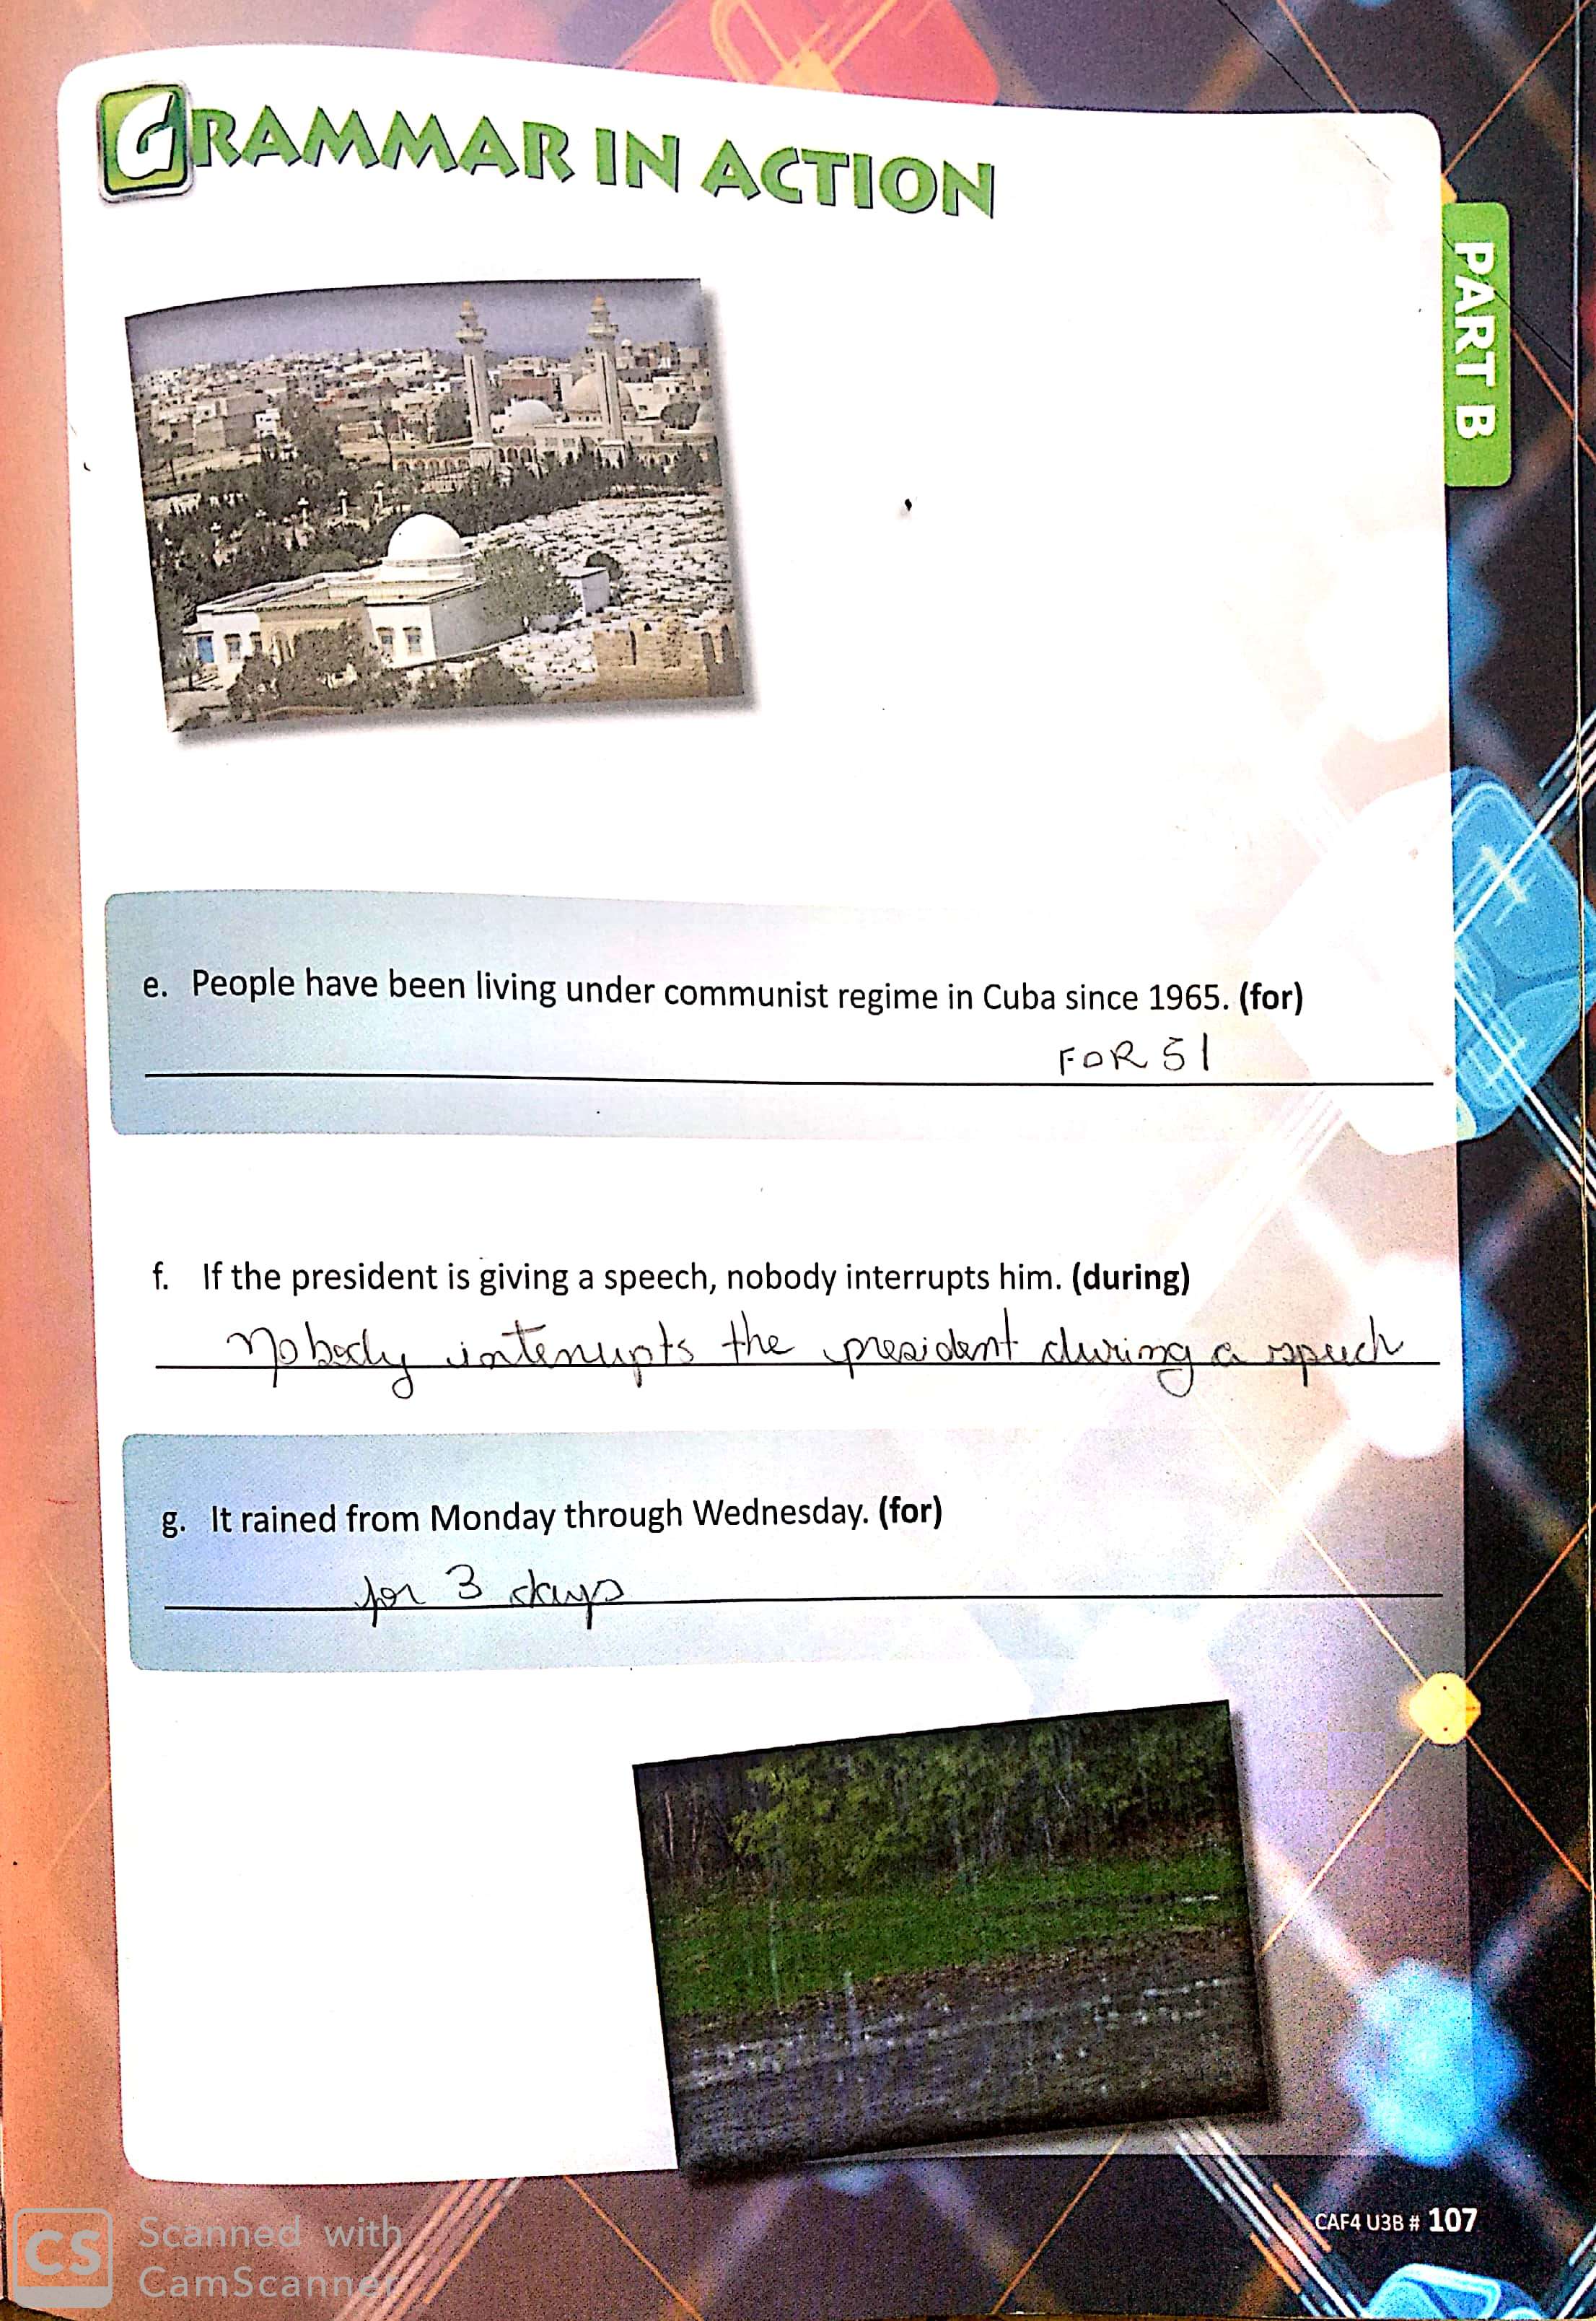 GRAMMAR IN ACTION
PART B
e. People have been living under communist regime in Cuba since 1965. (for)
FOR 51
f. If the president is giving a speech, nobody interrupts him. (during)
Nobody interrupts the president during a speech
g. It rained from Monday through Wednesday. (for)
for 3 days
CAF4 U3B # 107
CS Scanned with
CamScanner